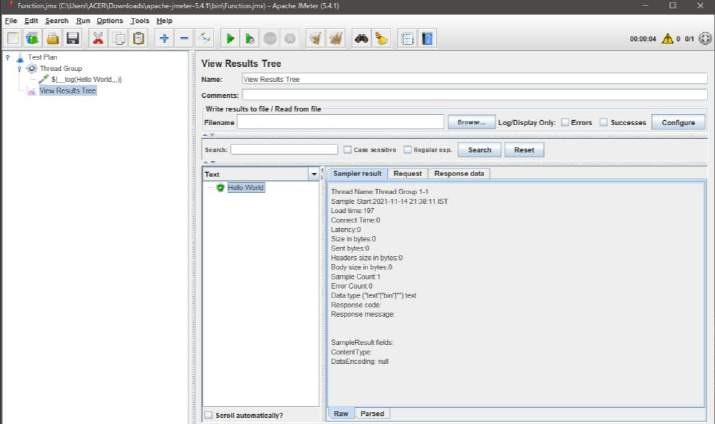 Function.jmx (C:\Users\ACER\Downloads\apache-jmeter-5.4.1\bin\Function.jmx) - Apache JMeter (5.4.1)
File Edit Search Run Options Tools Help
00:00:04 0 0/1
Test Plan
Thread Group
${__log(Hello World,,,)}
View Results Tree
View Results Tree
Name: View Results Tree
Comments:
Write results to file / Read from file
Filename Browse... Log/Display Only: Errors Successes Configure
Search: Case sensitive Regular exp. Search Reset
Text
Hello World
Scroll automatically?
Sampler result Request Response data
Thread Name:Thread Group 1-1
Sample Start:2021-11-14 21:38:11 IST
Load time:197
Connect Time:0
Latency:0
Size in bytes:0
Sent bytes:0
Headers size in bytes:0
Body size in bytes:0
Sample Count:1
Error Count:0
Data type ("text"|"bin"|""):text
Response code:
Response message:
SampleResult fields:
ContentType:
DataEncoding: null
Raw Parsed